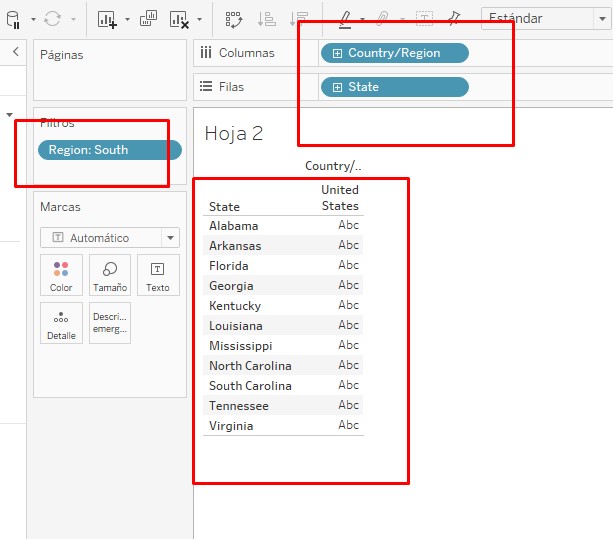 Estándar
Páginas
Columnas
Country/Region
Filas
State
Filtros
Region: South
Hoja 2
Country/..
United
States
State
Alabama Abc
Arkansas Abc
Florida Abc
Georgia Abc
Kentucky Abc
Louisiana Abc
Mississippi Abc
North Carolina Abc
South Carolina Abc
Tennessee Abc
Virginia Abc
Marcas
T Automático
Color Tamaño Texto
Detalle
Descri...
emerg...